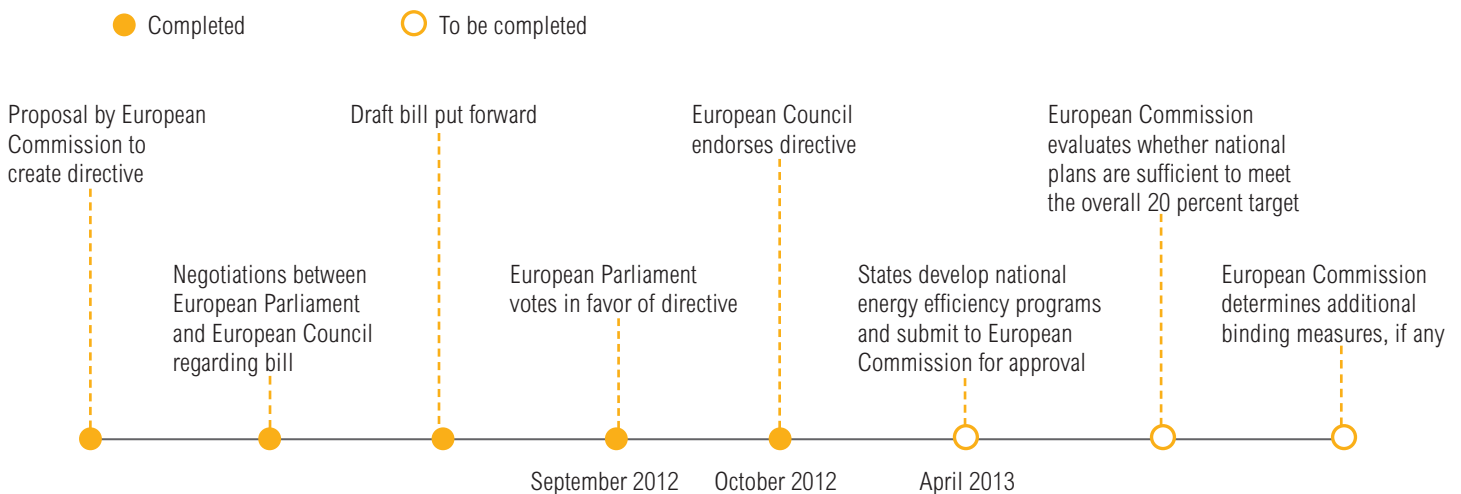 Completed
To be completed
Proposal by European
Commission to
create directive
Negotiations between
European Parliament
and European Council
regarding bill
Draft bill put forward
European Parliament
votes in favor of directive
European Council
endorses directive
States develop national
energy efficiency programs
and submit to European
Commission for approval
European Commission
evaluates whether national
plans are sufficient to meet
the overall 20 percent target
European Commission
determines additional
binding measures, if any
September 2012
October 2012
April 2013